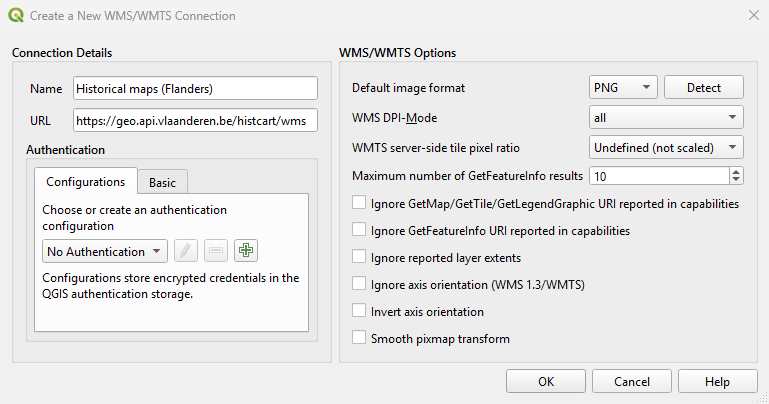 Create a New WMS/WMTS Connection
Connection Details
Name
Historical maps (Flanders)
URL
https://geo.api.vlaanderen.be/histcart/wms
Authentication
Configurations
Basic
Choose or create an authentication
configuration
No Authentication
Configurations store encrypted credentials in the
QGIS authentication storage.
WMS/WMTS Options
Default image format
PNG
Detect
WMS DPI-Mode
all
WMTS server-side tile pixel ratio
Undefined (not scaled)
Maximum number of GetFeatureInfo results
10
Ignore GetMap/GetTile/GetLegendGraphic URI reported in capabilities
Ignore GetFeatureInfo URI reported in capabilities
Ignore reported layer extents
Ignore axis orientation (WMS 1.3/WMTS)
Invert axis orientation
Smooth pixmap transform
OK
Cancel
Help